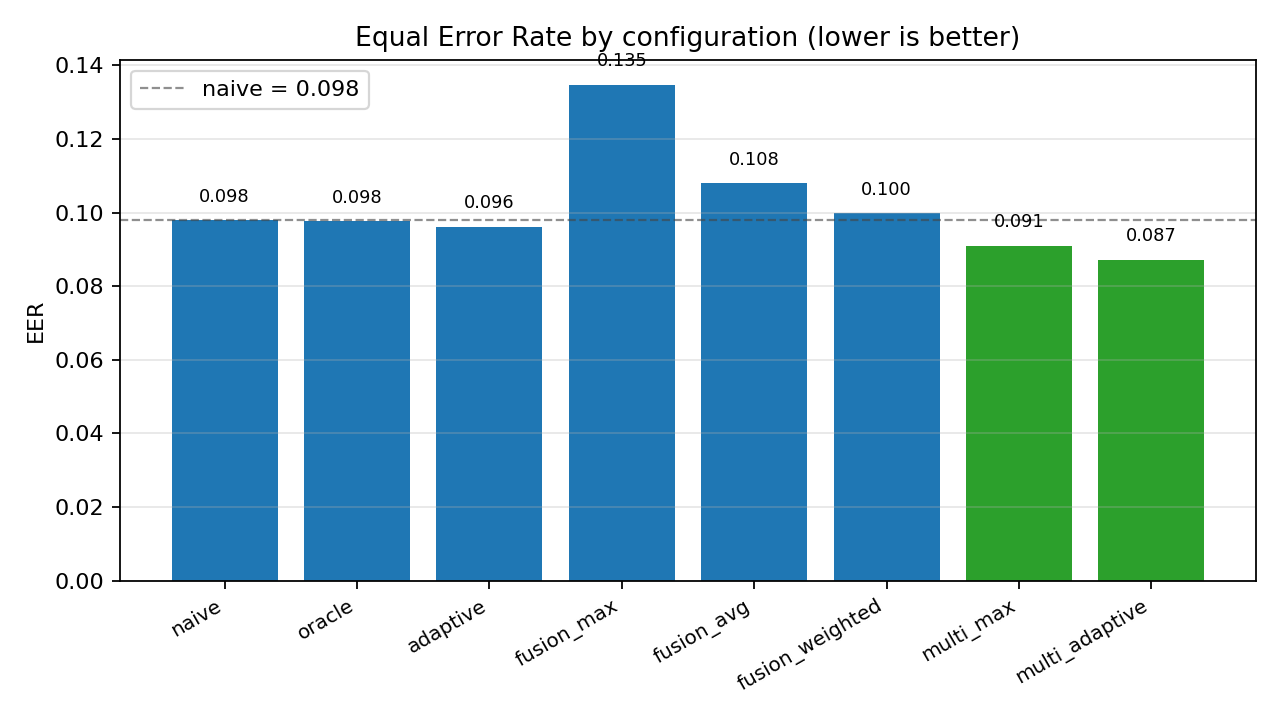 Equal Error Rate by configuration (lower is better)
naive = 0.098
EER
0.14
0.12
0.10
0.08
0.06
0.04
0.02
0.00
0.098
0.098
0.096
0.135
0.108
0.100
0.091
0.087
naive
oracle
adaptive
fusion_max
fusion_avg
fusion_weighted
multi_max
multi_adaptive